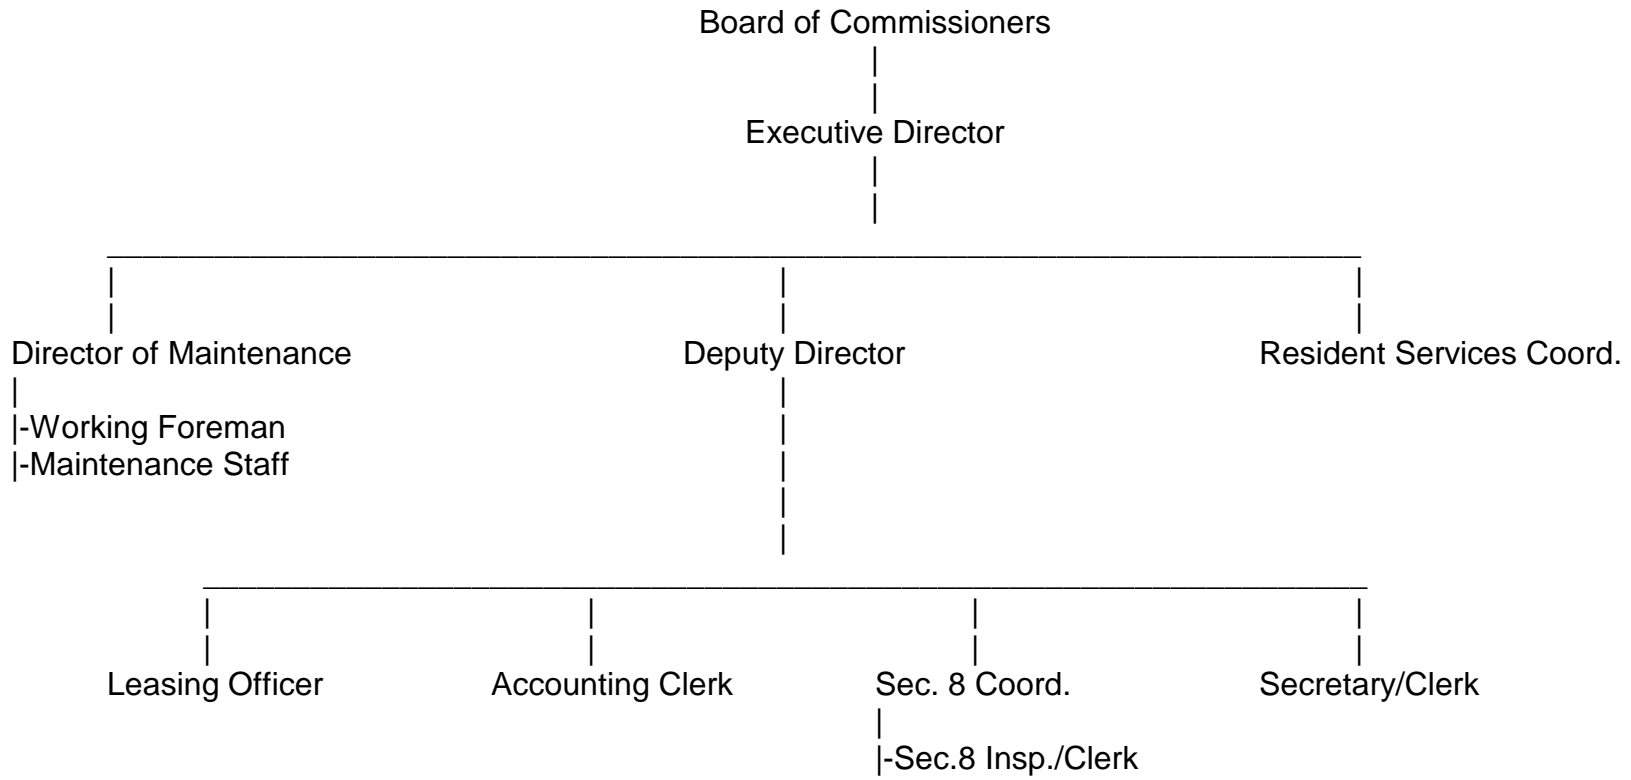 Board of Commissioners
Executive Director
Director of Maintenance Deputy Director Resident Services Coord.
|-Working Foreman
|-Maintenance Staff
Leasing Officer Accounting Clerk Sec. 8 Coord. Secretary/Clerk
|-Sec.8 Insp./Clerk